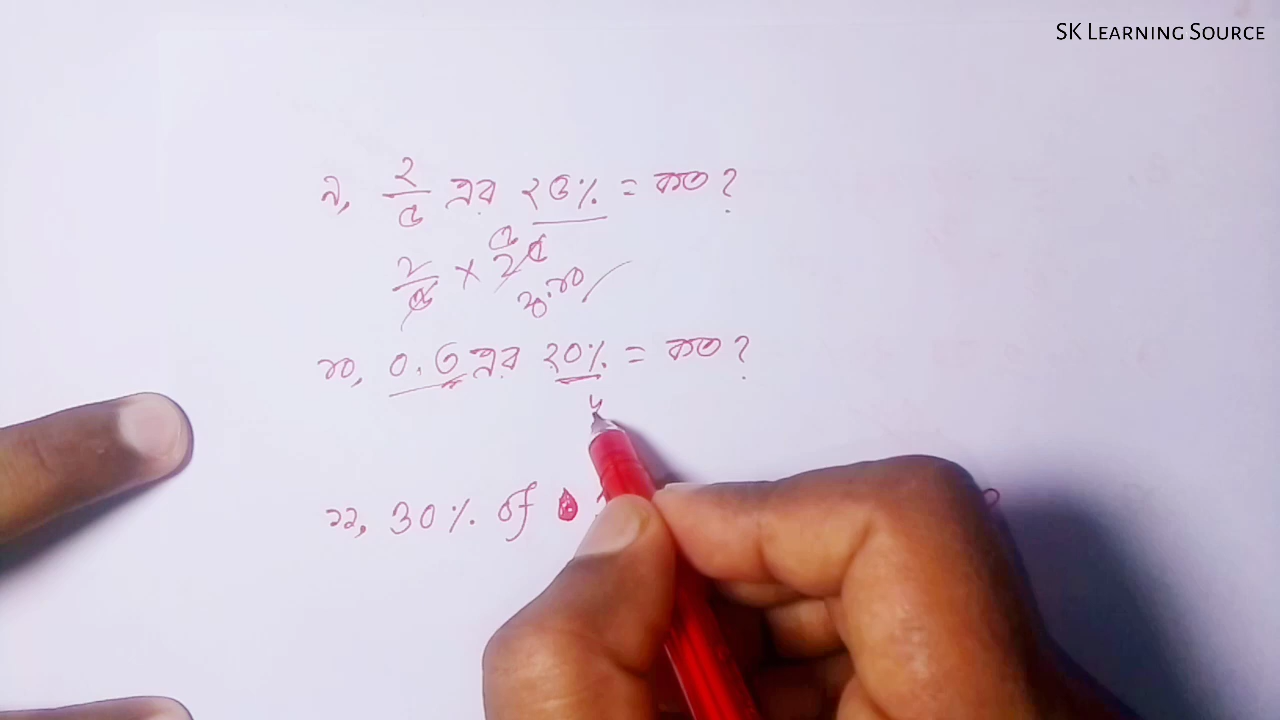 SK LEARNING SOURCE
৯, ২/৫ এর ২৫% = কত?
২/৫ × ২৫
১০, ০.৫ এর ২০% = কত?
১১, 30% of